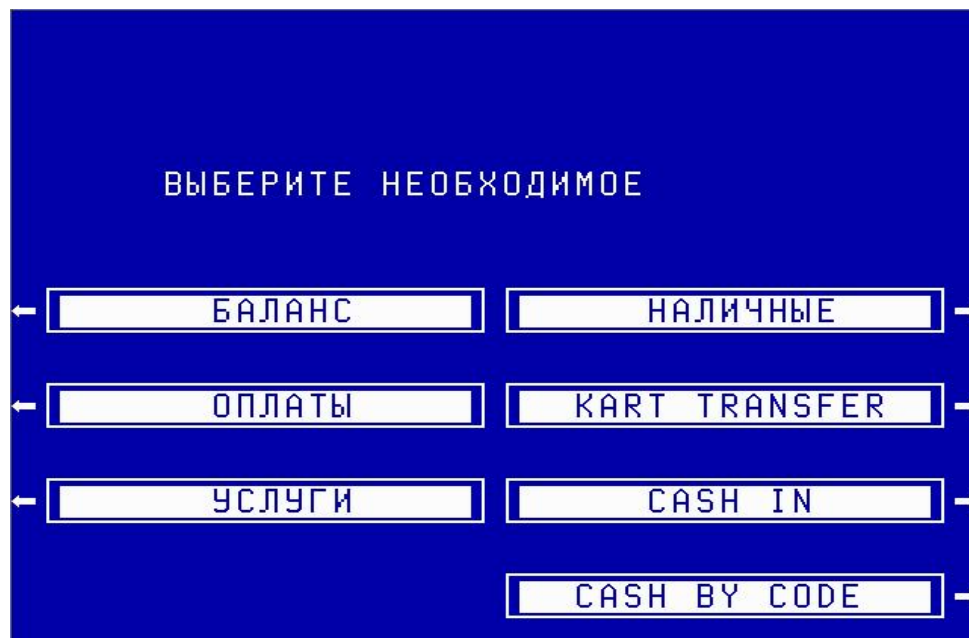 ВЫБЕРИТЕ НЕОБХОДИМОЕ
БАЛАНС
НАЛИЧНЫЕ
ОПЛАТЫ
KART TRANSFER
УСЛУГИ
CASH IN
CASH BY CODE